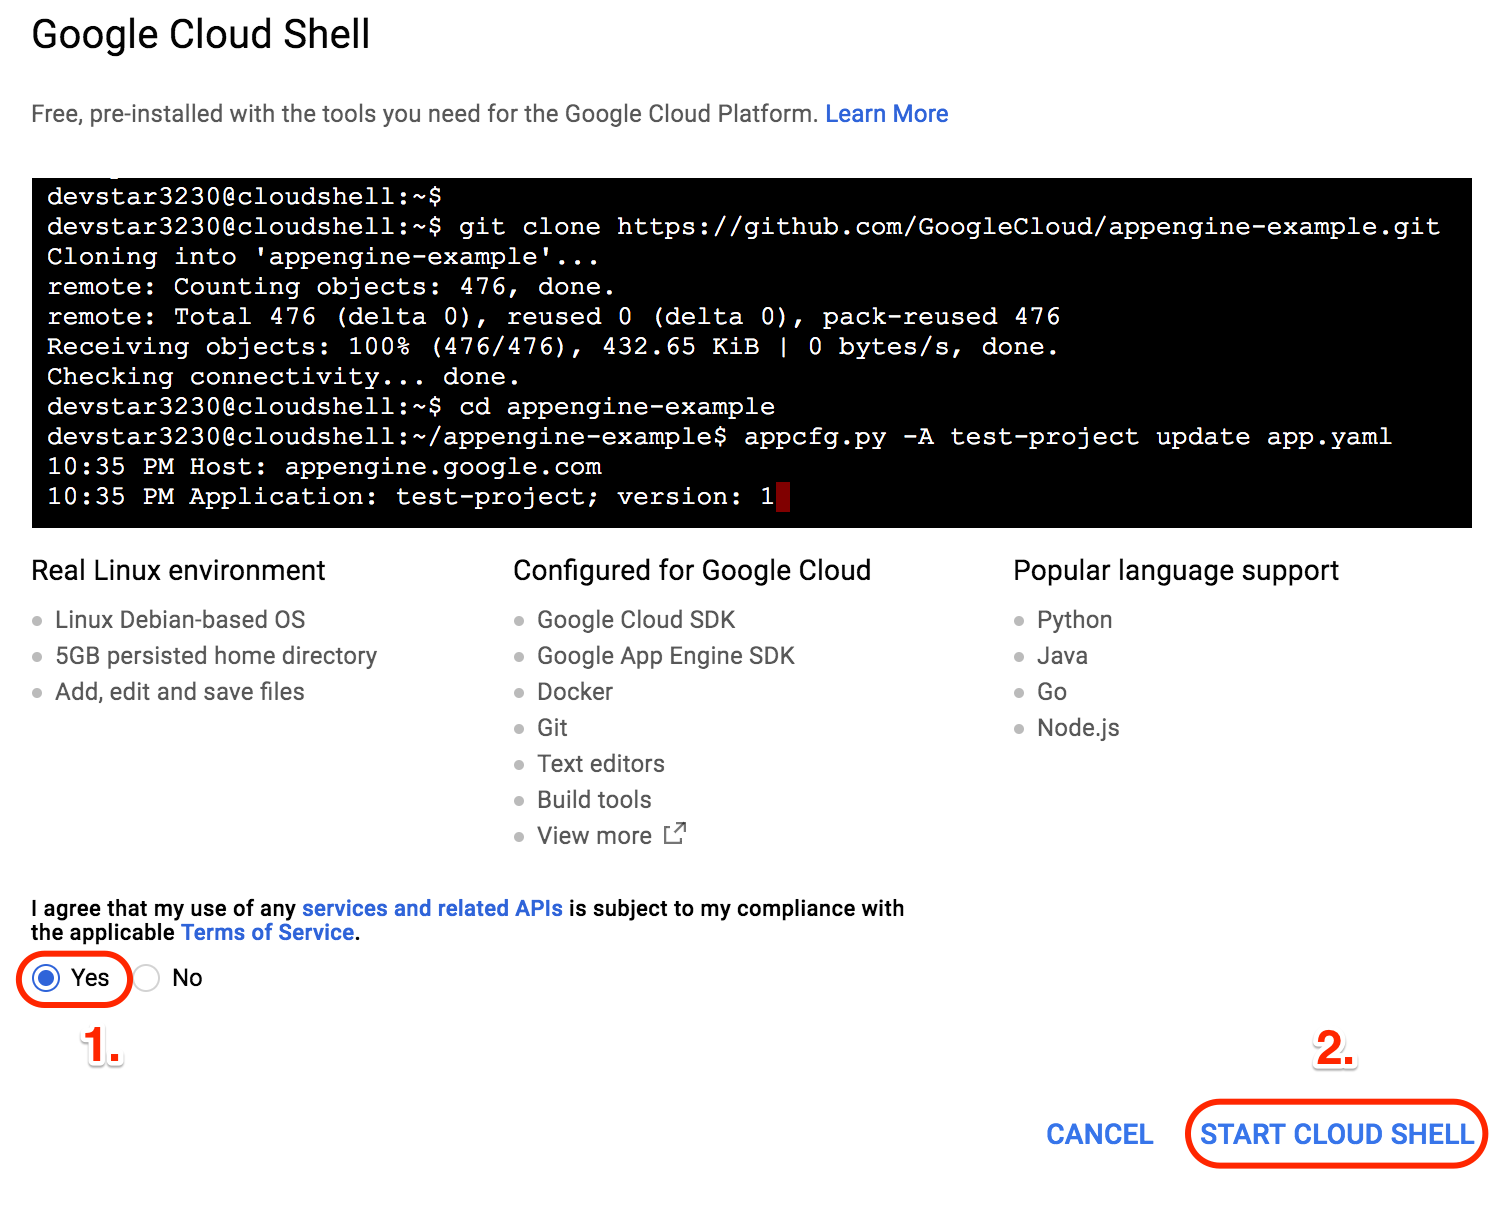 Google Cloud Shell
Free, pre-installed with the tools you need for the Google Cloud Platform. Learn More
devstar3230@cloudshell:~$
devstar3230@cloudshell:~$ git clone https://github.com/GoogleCloud/appengine-example.git
Cloning into 'appengine-example'...
remote: Counting objects: 476, done.
remote: Total 476 (delta 0), reused 0 (delta 0), pack-reused 476
Receiving objects: 100% (476/476), 432.65 KiB | 0 bytes/s, done.
Checking connectivity... done.
devstar3230@cloudshell:~$ cd appengine-example
devstar3230@cloudshell:~/appengine-example$ appcfg.py -A test-project update app.yaml
10:35 PM Host: appengine.google.com
10:35 PM Application: test-project; version: 1
Real Linux environment
Linux Debian-based OS
5GB persisted home directory
Add, edit and save files
Configured for Google Cloud
Google Cloud SDK
Google App Engine SDK
Docker
Git
Text editors
Build tools
View more
Popular language support
Python
Java
Go
Node.js
I agree that my use of any services and related APIs is subject to my compliance with
the applicable Terms of Service.
Yes No
1.
2.
CANCEL START CLOUD SHELL